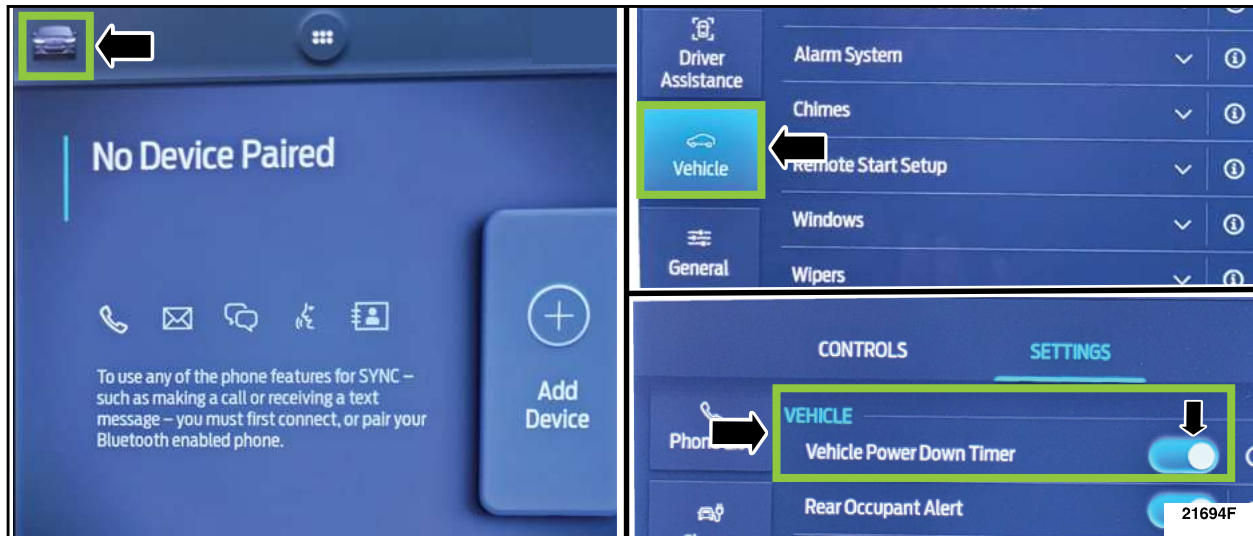 No Device Paired
To use any of the phone features for SYNC –
such as making a call or receiving a text
message – you must first connect, or pair your
Bluetooth enabled phone.
Add
Device
Driver
Assistance
Vehicle
General
Alarm System
Chimes
Remote Start Setup
Windows
Wipers
CONTROLS
SETTINGS
VEHICLE
Vehicle Power Down Timer
Rear Occupant Alert
21694F